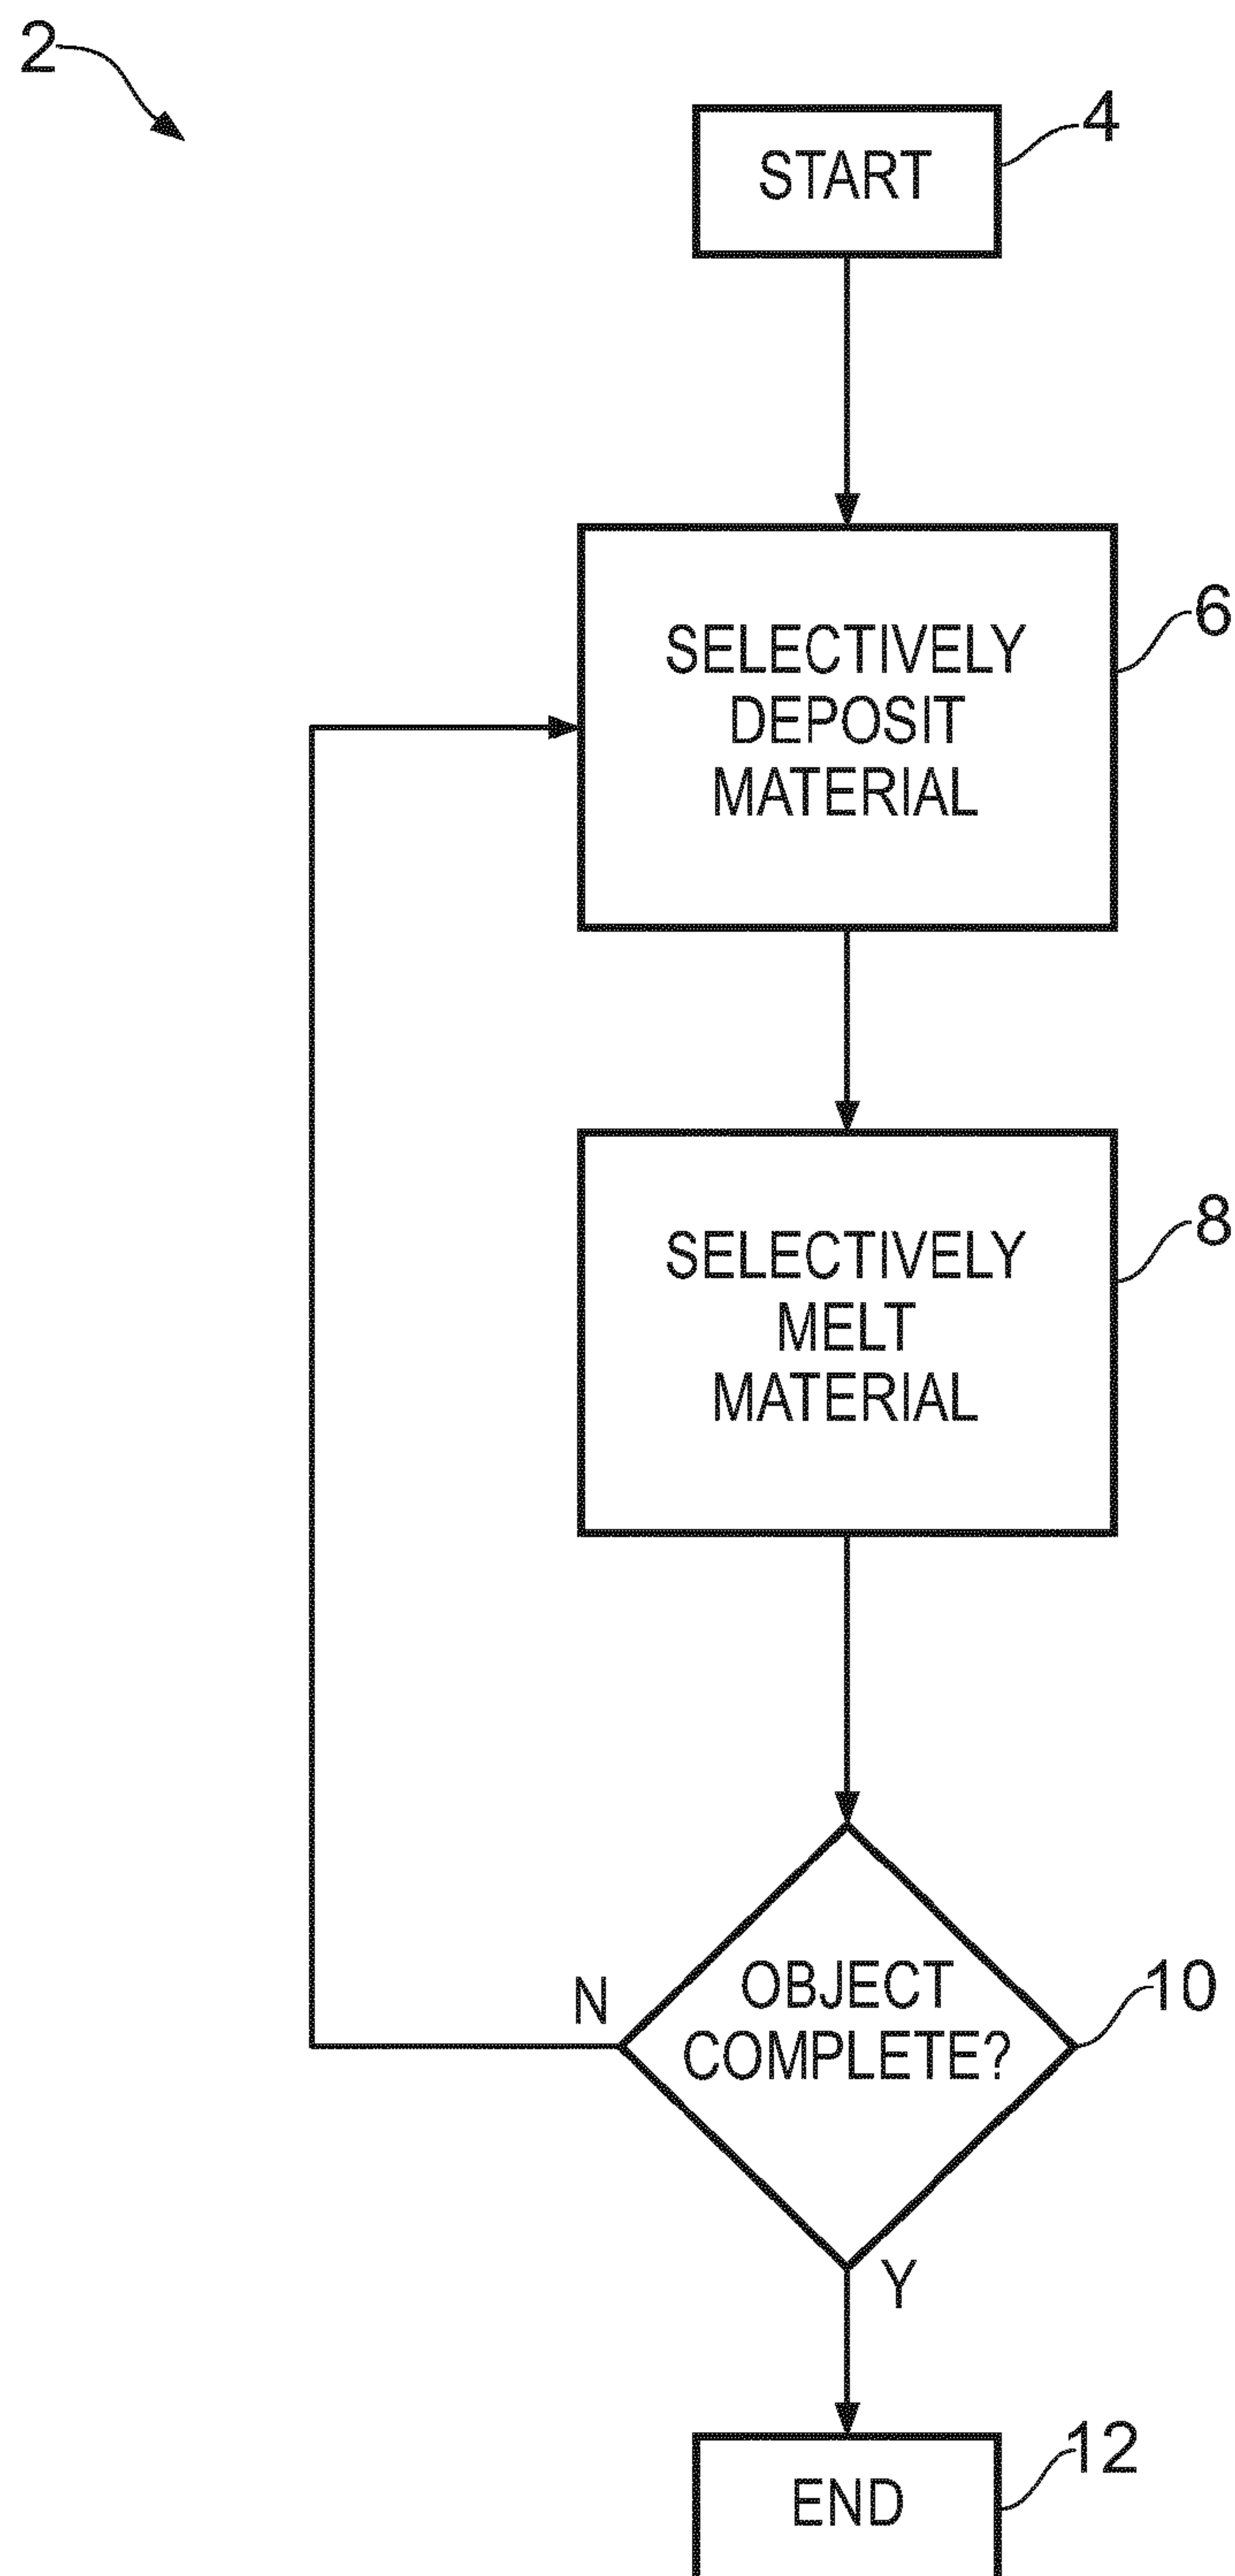 2
4
START
6
SELECTIVELY
DEPOSIT
MATERIAL
8
SELECTIVELY
MELT
MATERIAL
10
N
OBJECT
COMPLETE?
Y
12
END